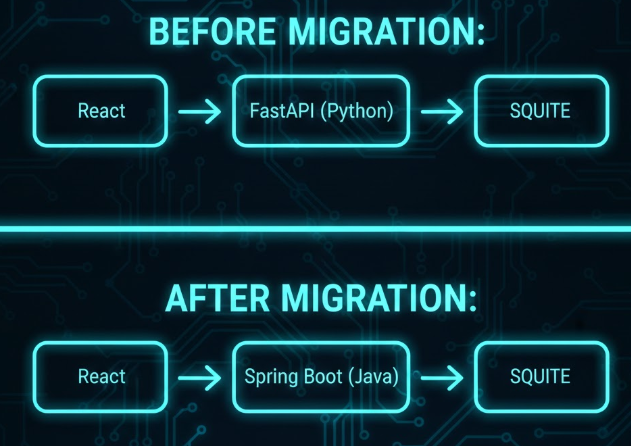 BEFORE MIGRATION:
React → FastAPI (Python) → SQUITE
AFTER MIGRATION:
React → Spring Boot (Java) → SQUITE